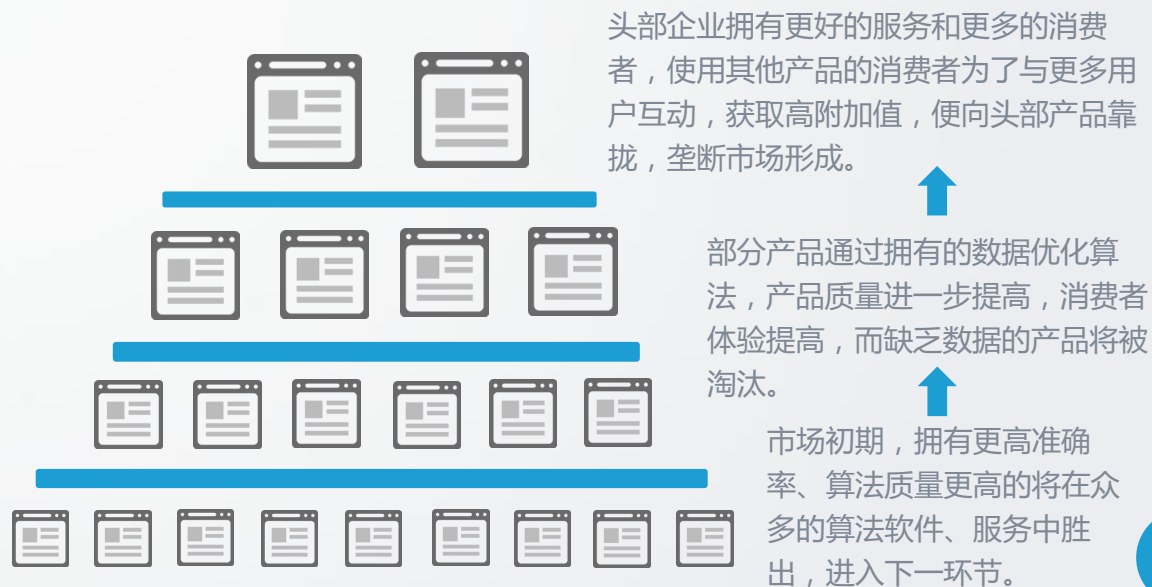 头部企业拥有更好的服务和更多的消费
者，使用其他产品的消费者为了与更多用
户互动，获取高附加值，便向头部产品靠
拢，垄断市场形成。
部分产品通过拥有的数据优化算
法，产品质量进一步提高，消费者
体验提高，而缺乏数据的产品将被
淘汰。
市场初期，拥有更高准确
率、算法质量更高的将在众
多的算法软件、服务中胜
出，进入下一环节。